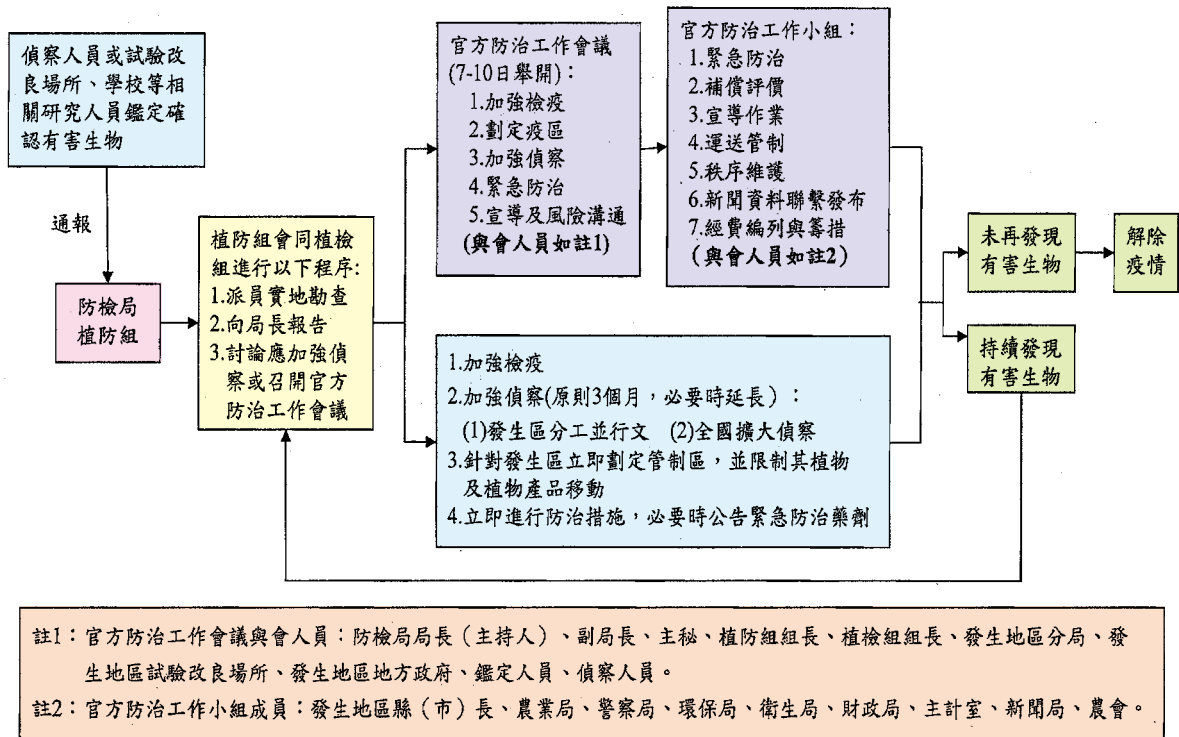 偵察人員或試驗改
良場所、學校等相
關研究人員鑑定確
認有害生物
通報
防檢局
植防組
植防組會同植檢
組進行以下程序:
1.派員實地勘查
2.向局長報告
3.討論應加強偵
察或召開官方
防治工作會議
官方防治工作會議
(7-10日舉開)：
1.加強檢疫
2.劃定疫區
3.加強偵察
4.緊急防治
5.宣導及風險溝通
(與會人員如註1)
官方防治工作小組：
1.緊急防治
2.補償評價
3.宣導作業
4.運送管制
5.秩序維護
6.新聞資料聯繫發布
7.經費編列與籌措
(與會人員如註2)
1.加強檢疫
2.加強偵察(原則3個月，必要時延長)：
(1)發生區分工並行文 (2)全國擴大偵察
3.針對發生區立即劃定管制區，並限制其植物
及植物產品移動
4.立即進行防治措施，必要時公告緊急防治藥劑
未再發現
有害生物
解除
疫情
持續發現
有害生物
註1：官方防治工作會議與會人員：防檢局局長（主持人）、副局長、主秘、植防組組長、植檢組組長、發生地區分局、發
生地區試驗改良場所、發生地區地方政府、鑑定人員、偵察人員。
註2：官方防治工作小組成員：發生地區縣（市）長、農業局、警察局、環保局、衛生局、財政局、主計室、新聞局、農會。